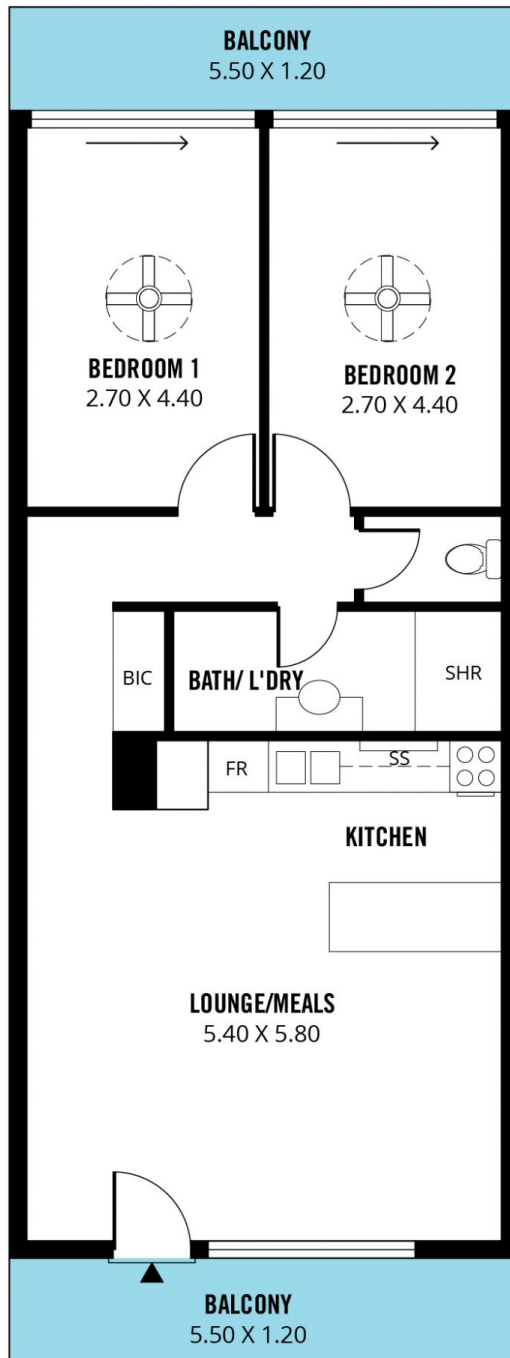 BALCONY
5.50 X 1.20
BEDROOM 1
2.70 X 4.40
BEDROOM 2
2.70 X 4.40
BIC
BATH/ L'DRY
SHR
FR
SS
KITCHEN
LOUNGE/MEALS
5.40 X 5.80
BALCONY
5.50 X 1.20